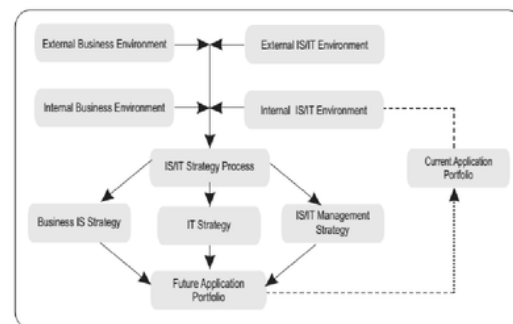 External Business Environment
External IS/IT Environment
Internal Business Environment
Internal IS/IT Environment
IS/IT Strategy Process
Current Application
Portfolio
Business IS Strategy
IT Strategy
IS/IT Management
Strategy
Future Application
Portfolio